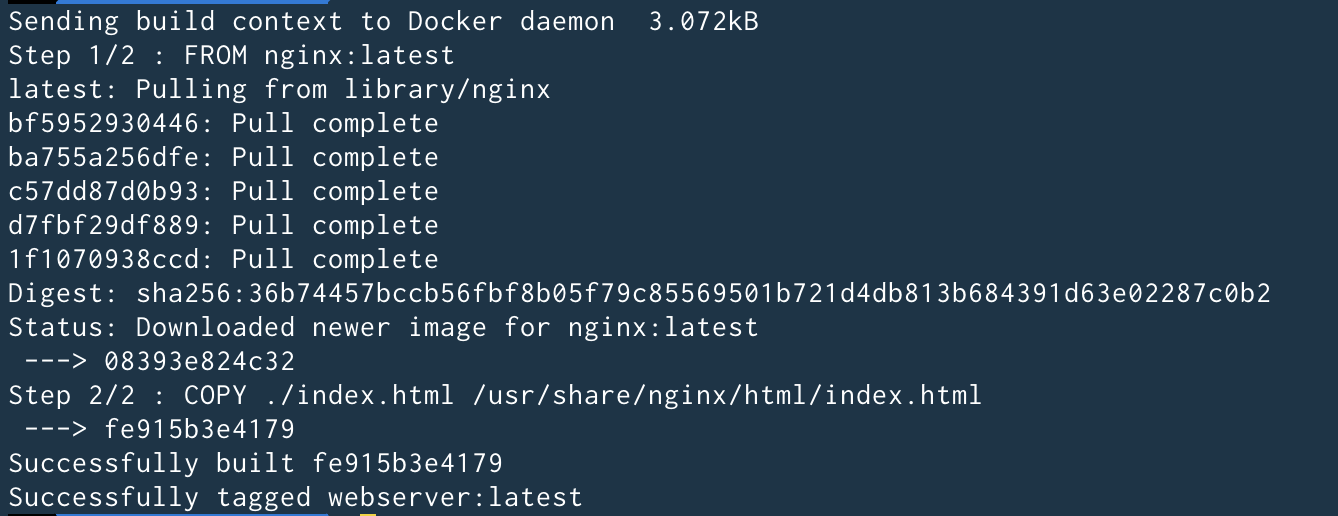 Sending build context to Docker daemon  3.072kB
Step 1/2 : FROM nginx:latest
latest: Pulling from library/nginx
bf5952930446: Pull complete
ba755a256dfe: Pull complete
c57dd87d0b93: Pull complete
d7fbf29df889: Pull complete
1f1070938ccd: Pull complete
Digest: sha256:36b74457bccb56fbf8b05f79c85569501b721d4db813b684391d63e02287c0b2
Status: Downloaded newer image for nginx:latest
 ---> 08393e824c32
Step 2/2 : COPY ./index.html /usr/share/nginx/html/index.html
 ---> fe915b3e4179
Successfully built fe915b3e4179
Successfully tagged webserver:latest